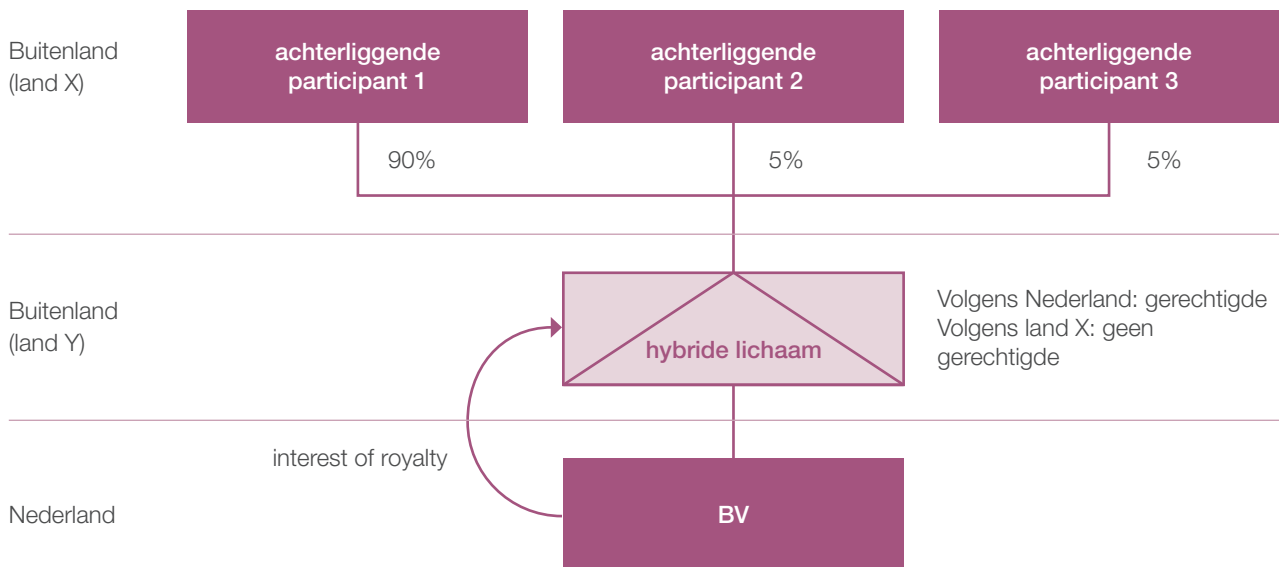 Buitenland
(land X)
achterliggende
participant 1
achterliggende
participant 2
achterliggende
participant 3
90%
5%
5%
Buitenland
(land Y)
hybride lichaam
Volgens Nederland: gerechtigde
Volgens land X: geen
gerechtigde
interest of royalty
Nederland
BV